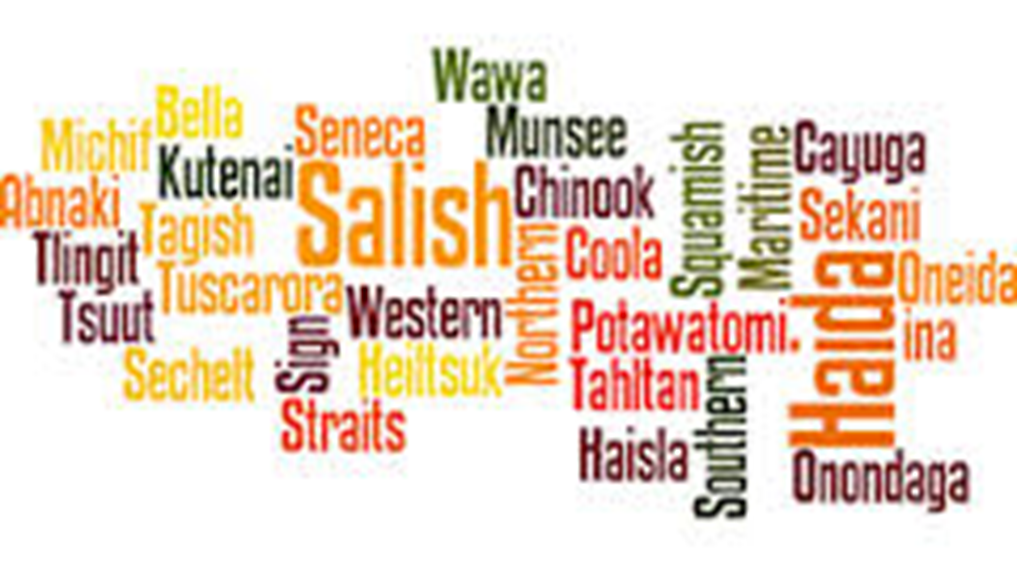 Wawa
Bella
Seneca
Munsee
Michif
Kutenai
Salish
Chinook
Squamish
Maritime
Cayuga
Abnaki
Tagish
Coola
Sekani
Tlingit
Tuscarora
Northern
Haida
Oneida
Tsuut
Western
Potawatomi.
ina
Sechelt
Sign
Heiltsuk
Tahltan
Southern
Straits
Haisla
Onondaga